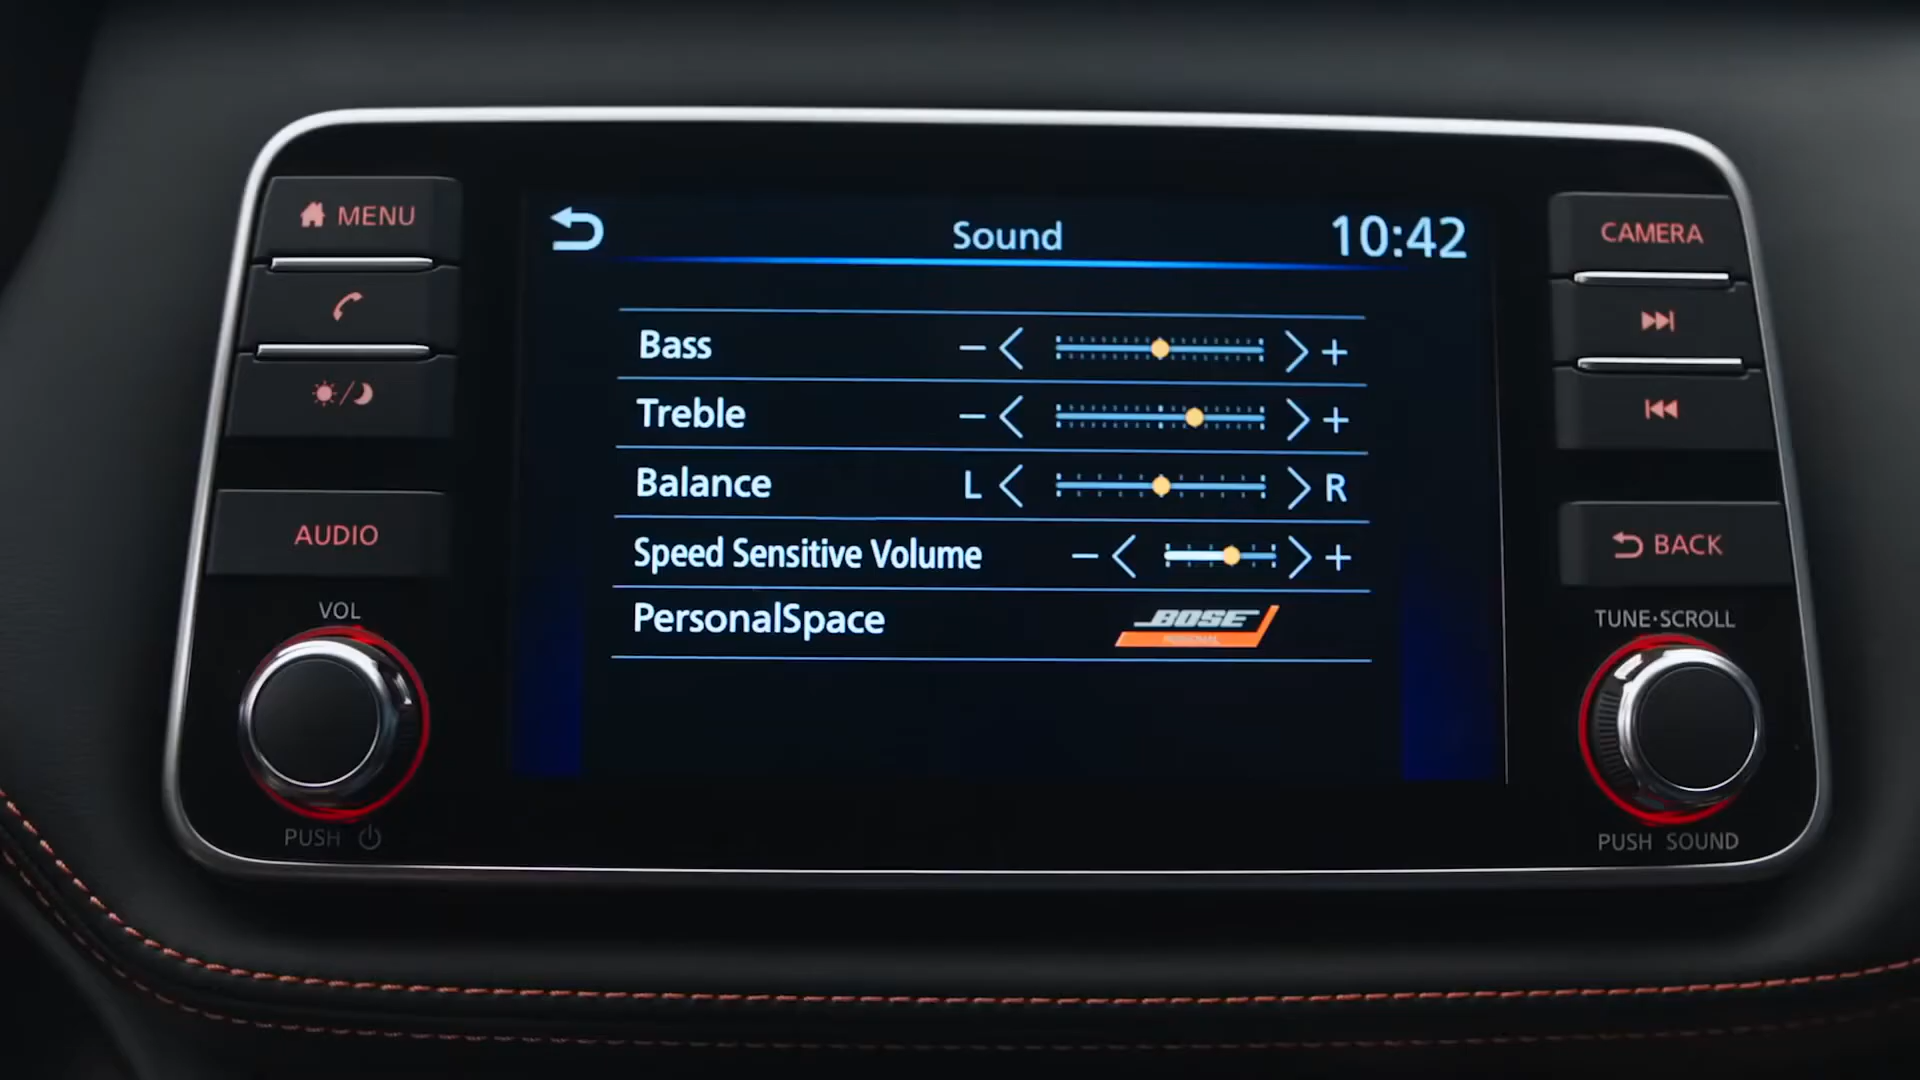 MENU
AUDIO
VOL
PUSH
Sound
10:42
Bass - +
Treble - +
Balance L R
Speed Sensitive Volume - +
PersonalSpace BOSE
PERSONAL
CAMERA
BACK
TUNE·SCROLL
PUSH SOUND